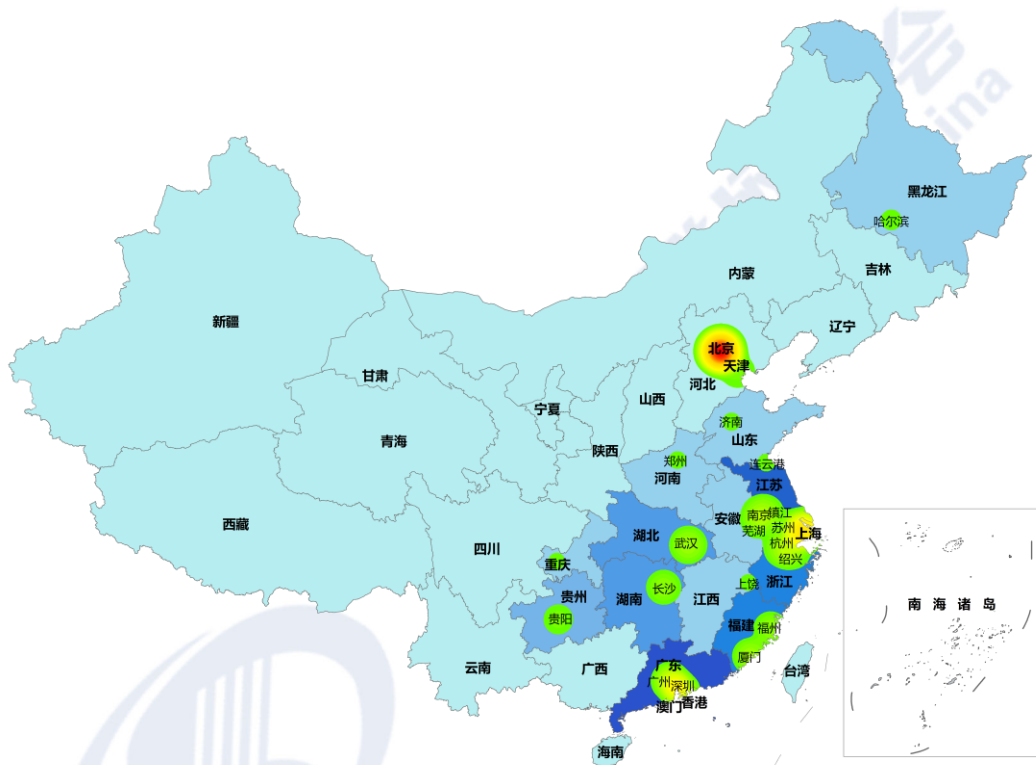 会
China
黑龙江
哈尔滨
吉林
内蒙
辽宁
新疆
北京
天津
甘肃
河北
山西
宁夏
济南
山东
青海
陕西
郑州
连云港
河南
江苏
西藏
安徽
南京
镇江
苏州
上海
芜湖
湖北
武汉
杭州
四川
绍兴
重庆
浙江
上饶
贵州
湖南
长沙
江西
南海诸岛
贵阳
福建
福州
厦门
云南
广西
广东
台湾
广州
深圳
香港
澳门
海南